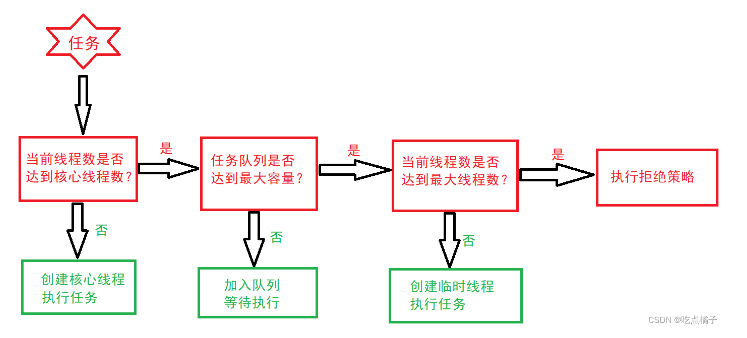 任务
当前线程数是否
达到核心线程数？
是
任务队列是否
达到最大容量？
是
当前线程数是否
达到最大线程数？
是
执行拒绝策略
否
创建核心线程
执行任务
否
加入队列
等待执行
否
创建临时线程
执行任务
CSDN @吃点橘子